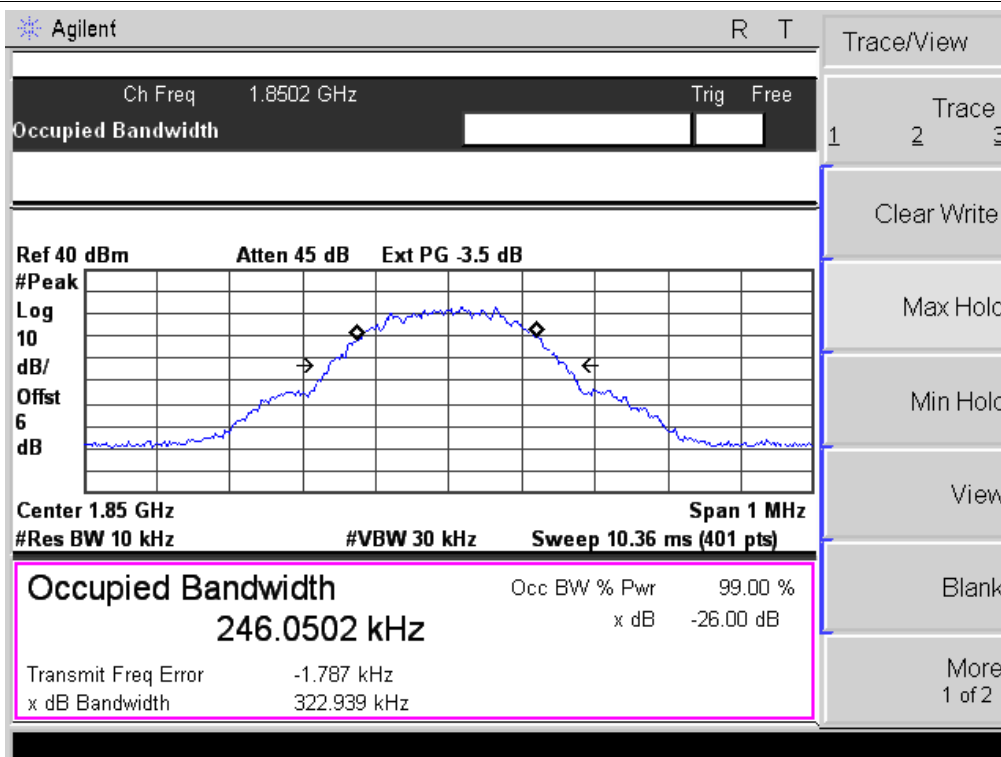 Agilent R T
Trace/View
Ch Freq 1.8502 GHz Trig Free
Occupied Bandwidth
Trace
1 2 3
Clear Write
Max Hold
Min Hold
View
Blank
More
1 of 2
Ref 40 dBm Atten 45 dB Ext PG -3.5 dB
#Peak
Log
10
dB/
Offst
6
dB
Center 1.85 GHz Span 1 MHz
#Res BW 10 kHz #VBW 30 kHz Sweep 10.36 ms (401 pts)
Occupied Bandwidth Occ BW % Pwr 99.00 %
246.0502 kHz x dB -26.00 dB
Transmit Freq Error -1.787 kHz
x dB Bandwidth 322.939 kHz